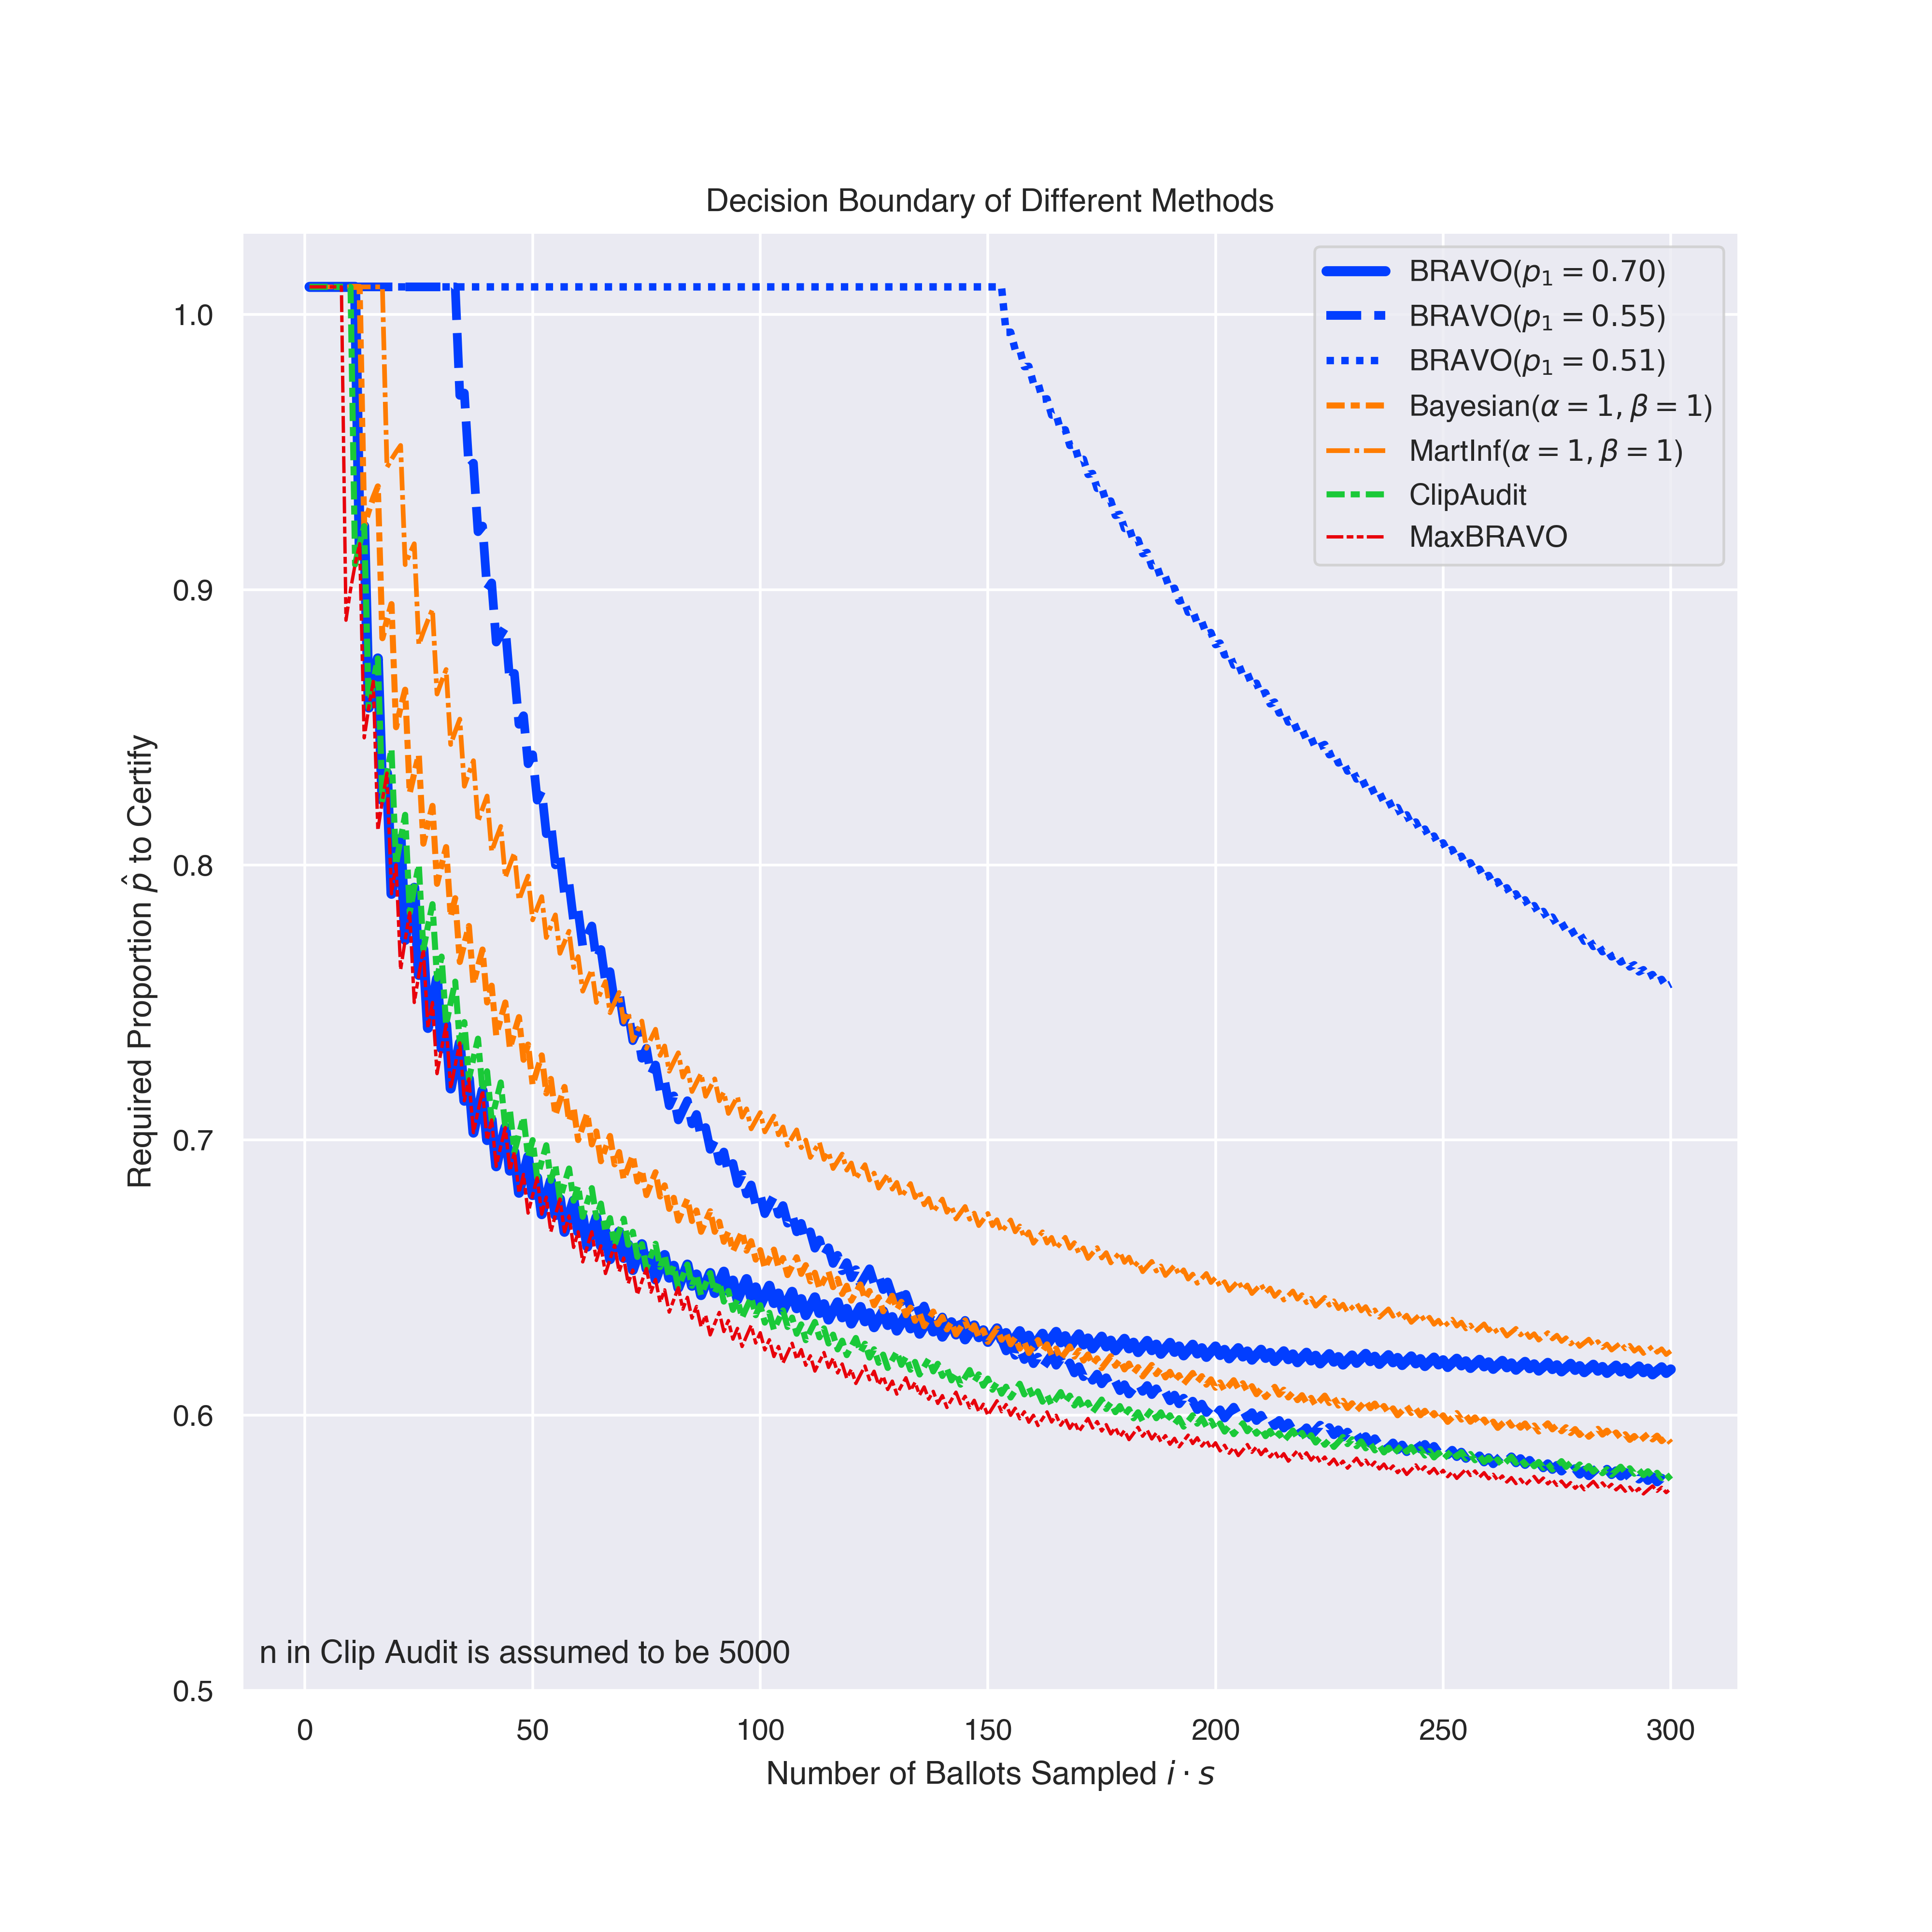 Decision Boundary of Different Methods
BRAVO(p₁ = 0.70)
BRAVO(p₁ = 0.55)
BRAVO(p₁ = 0.51)
Bayesian(α = 1, β = 1)
MartInf(α = 1, β = 1)
ClipAudit
MaxBRAVO
Required Proportion p̂ to Certify
1.0
0.9
0.8
0.7
0.6
0.5
n in Clip Audit is assumed to be 5000
0 50 100 150 200 250 300
Number of Ballots Sampled i · s